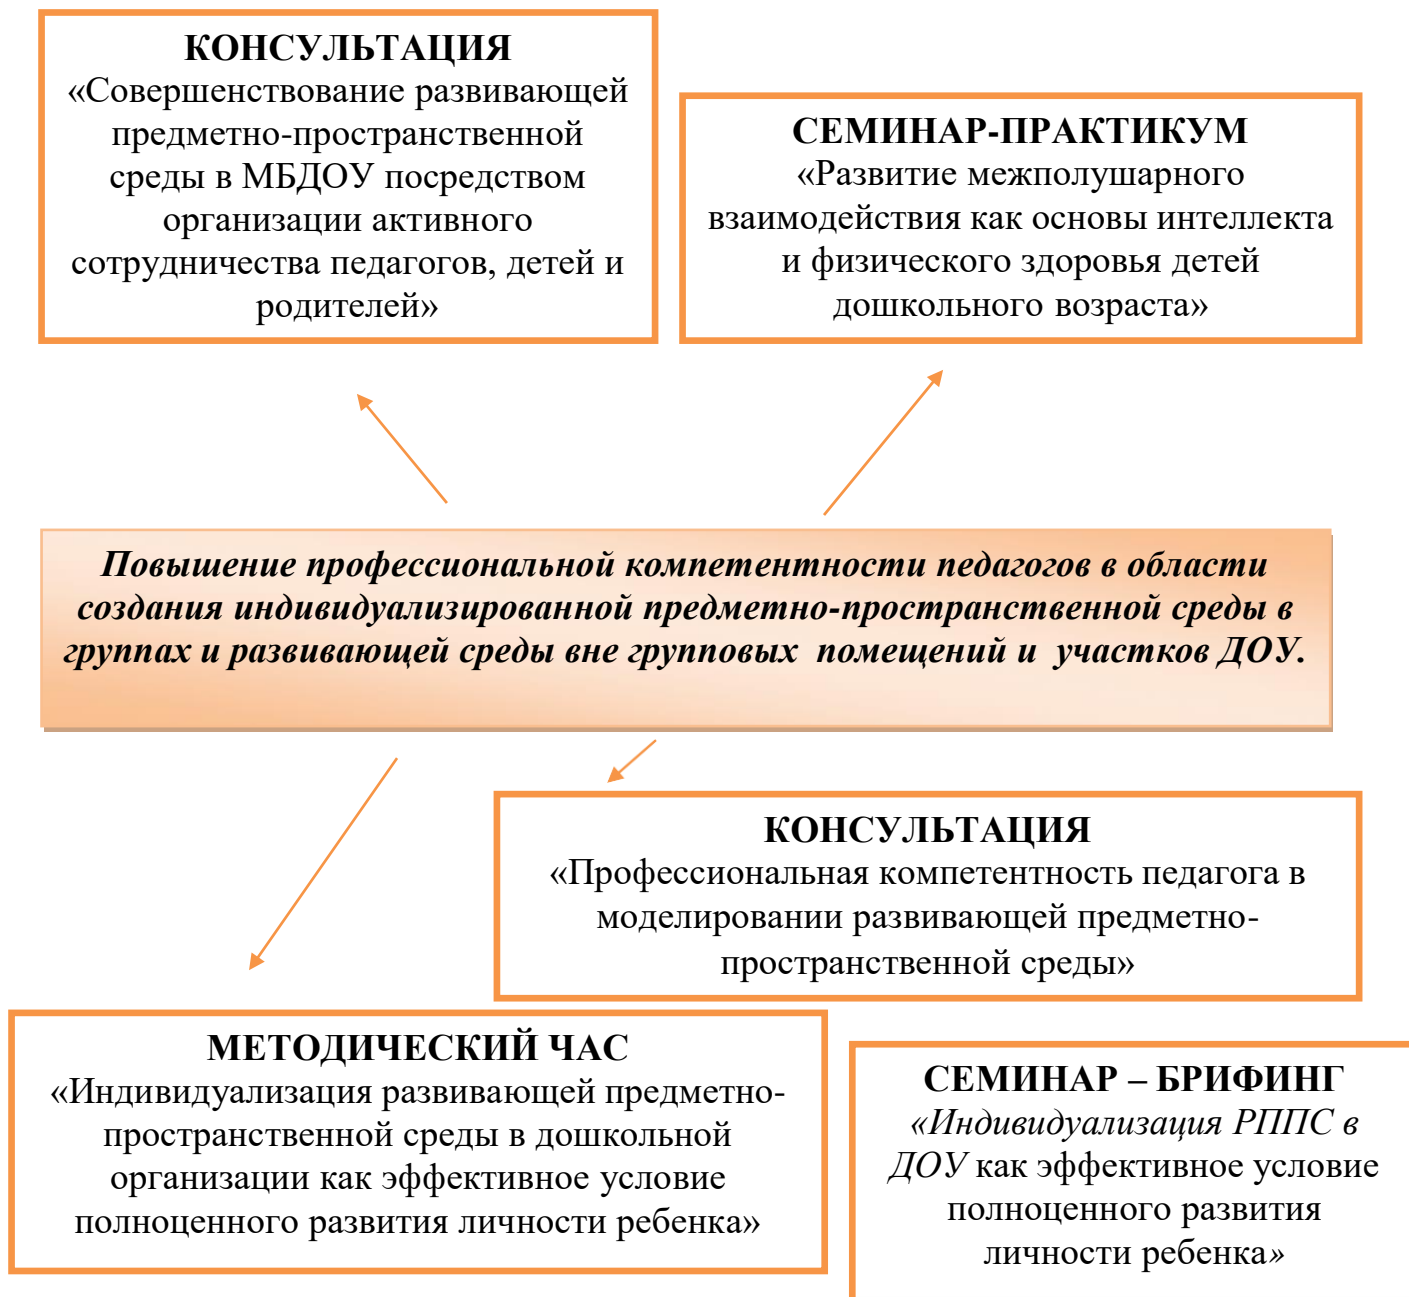 КОНСУЛЬТАЦИЯ
«Совершенствование развивающей
предметно-пространственной
среды в МБДОУ посредством
организации активного
сотрудничества педагогов, детей и
родителей»
СЕМИНАР-ПРАКТИКУМ
«Развитие межполушарного
взаимодействия как основы интеллекта
и физического здоровья детей
дошкольного возраста»
Повышение профессиональной компетентности педагогов в области
создания индивидуализированной предметно-пространственной среды в
группах и развивающей среды вне групповых помещений и участков ДОУ.
КОНСУЛЬТАЦИЯ
«Профессиональная компетентность педагога в
моделировании развивающей предметно-
пространственной среды»
МЕТОДИЧЕСКИЙ ЧАС
«Индивидуализация развивающей предметно-
пространственной среды в дошкольной
организации как эффективное условие
полноценного развития личности ребенка»
СЕМИНАР – БРИФИНГ
«Индивидуализация РППС в
ДОУ как эффективное условие
полноценного развития
личности ребенка»